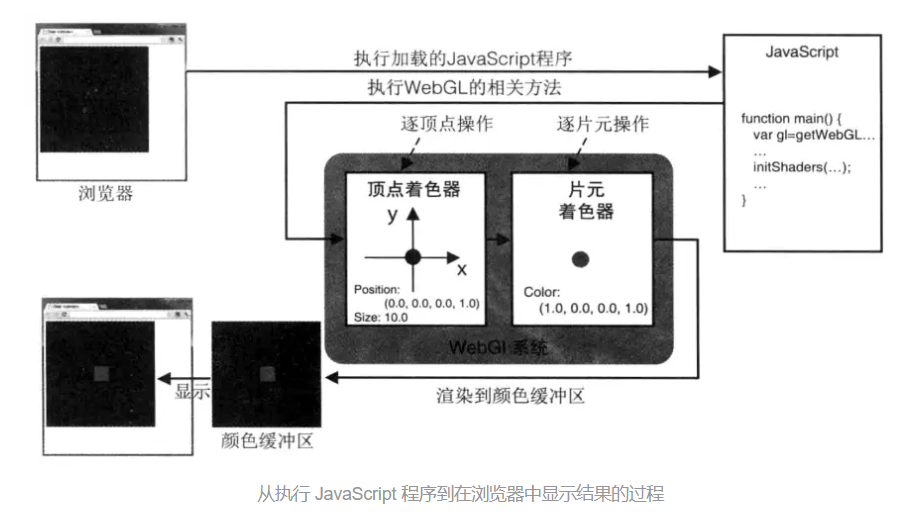 执行加载的JavaScript程序
执行WebGL的相关方法
逐顶点操作
逐片元操作
JavaScript
function main() {
var gl=getWebGL…
…
initShaders(…);
…
}
浏览器
顶点着色器
y
x
Position:
(0.0, 0.0, 0.0, 1.0)
Size: 10.0
片元
着色器
Color:
(1.0, 0.0, 0.0, 1.0)
WebGl 系统
显示
渲染到颜色缓冲区
颜色缓冲区
从执行 JavaScript 程序到在浏览器中显示结果的过程